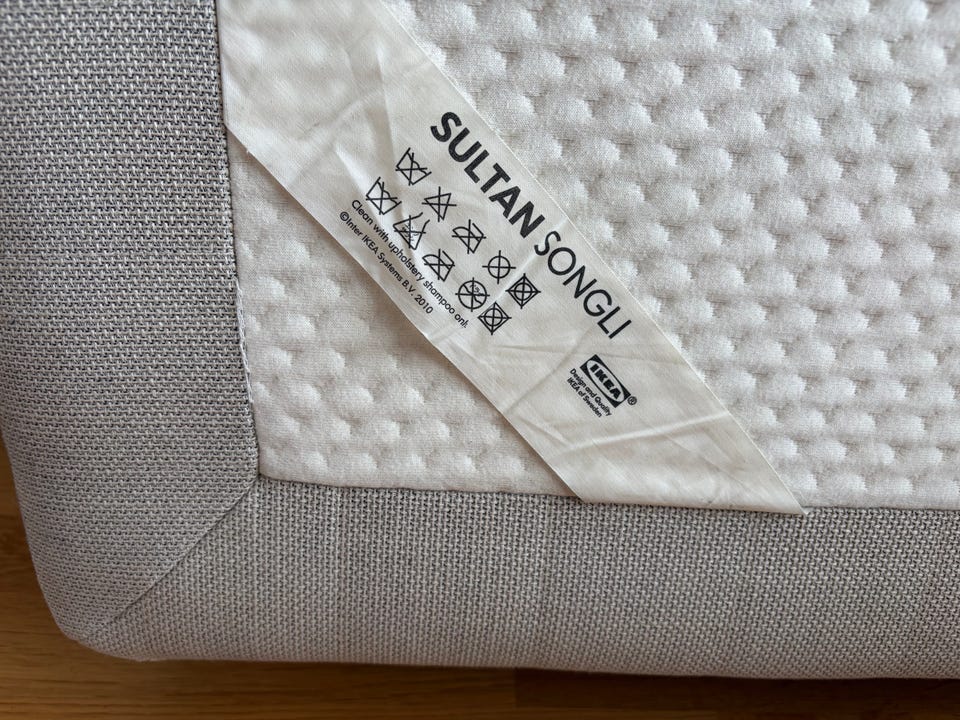 SULTAN SONGLI
Clean with upholstery shampoo only.
©Inter IKEA Systems B.V. 2010
IKEA®
Design and Quality
IKEA of Sweden